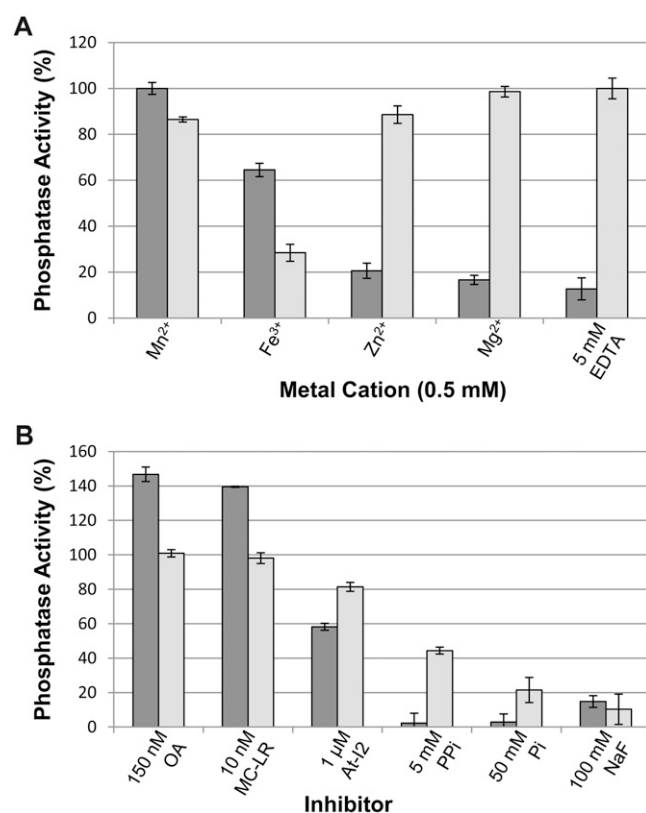 A
Phosphatase Activity (%)
120
100
80
60
40
20
0
Mn²⁺
Fe³⁺
Zn²⁺
Mg²⁺
5 mM
EDTA
Metal Cation (0.5 mM)
B
Phosphatase Activity (%)
160
140
120
100
80
60
40
20
0
150 nM
OA
10 nM
MC-LR
1 µM
At-I2
5 mM
PPi
50 mM
Pi
100 mM
NaF
Inhibitor